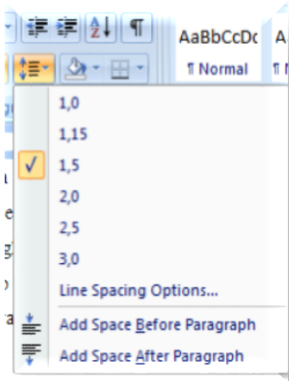 AaBbCcDc A
¶ Normal ¶ N
1,0
1,15
1,5
2,0
2,5
3,0
Line Spacing Options...
Add Space Before Paragraph
Add Space After Paragraph